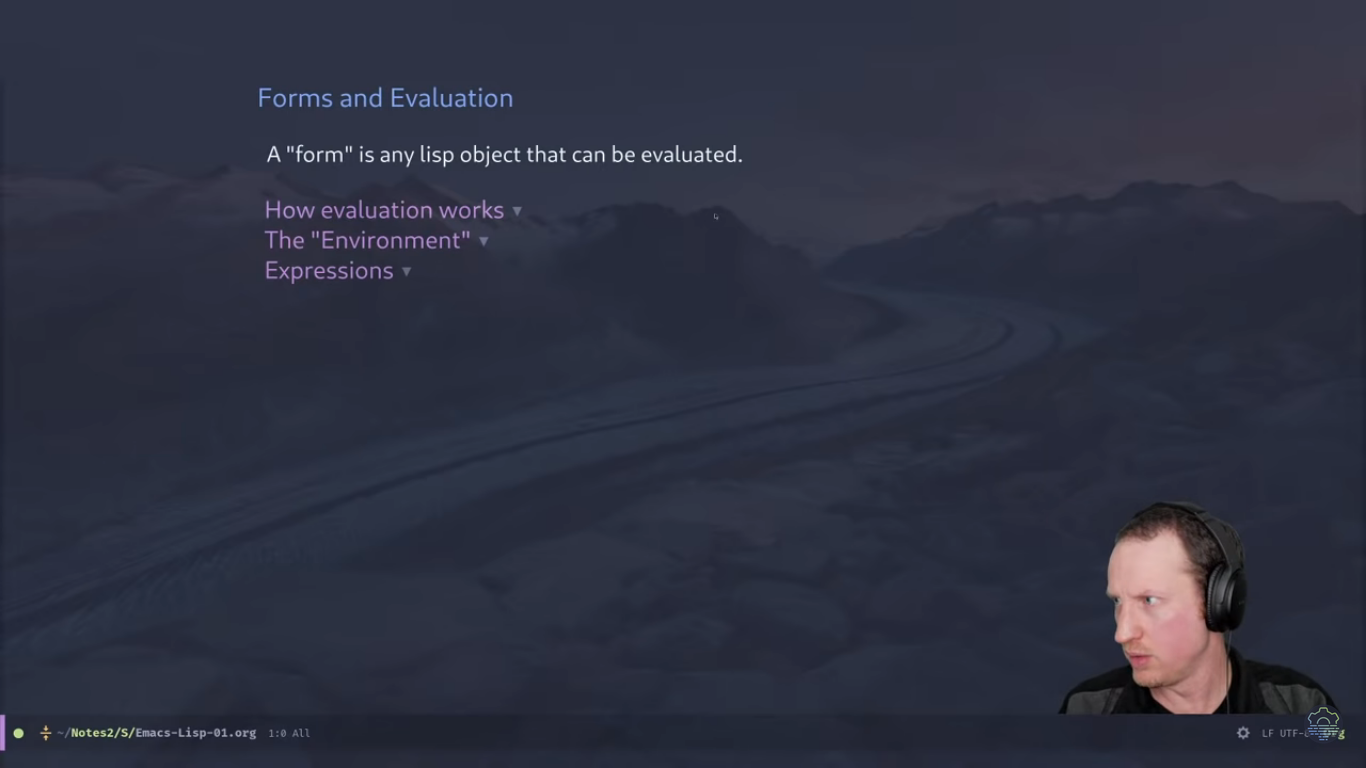 Forms and Evaluation
A "form" is any lisp object that can be evaluated.
How evaluation works ▾
The "Environment" ▾
Expressions ▾
~/Notes2/S/Emacs-Lisp-01.org 1:0 All LF